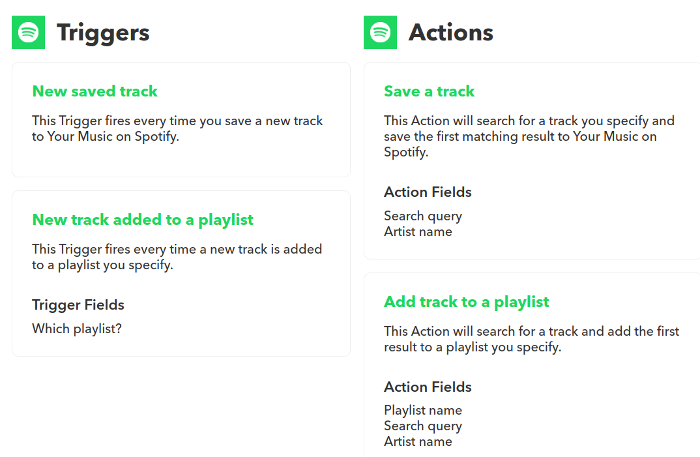 Triggers
New saved track
This Trigger fires every time you save a new track
to Your Music on Spotify.
New track added to a playlist
This Trigger fires every time a new track is added
to a playlist you specify.
Trigger Fields
Which playlist?
Actions
Save a track
This Action will search for a track you specify and
save the first matching result to Your Music on
Spotify.
Action Fields
Search query
Artist name
Add track to a playlist
This Action will search for a track and add the first
result to a playlist you specify.
Action Fields
Playlist name
Search query
Artist name